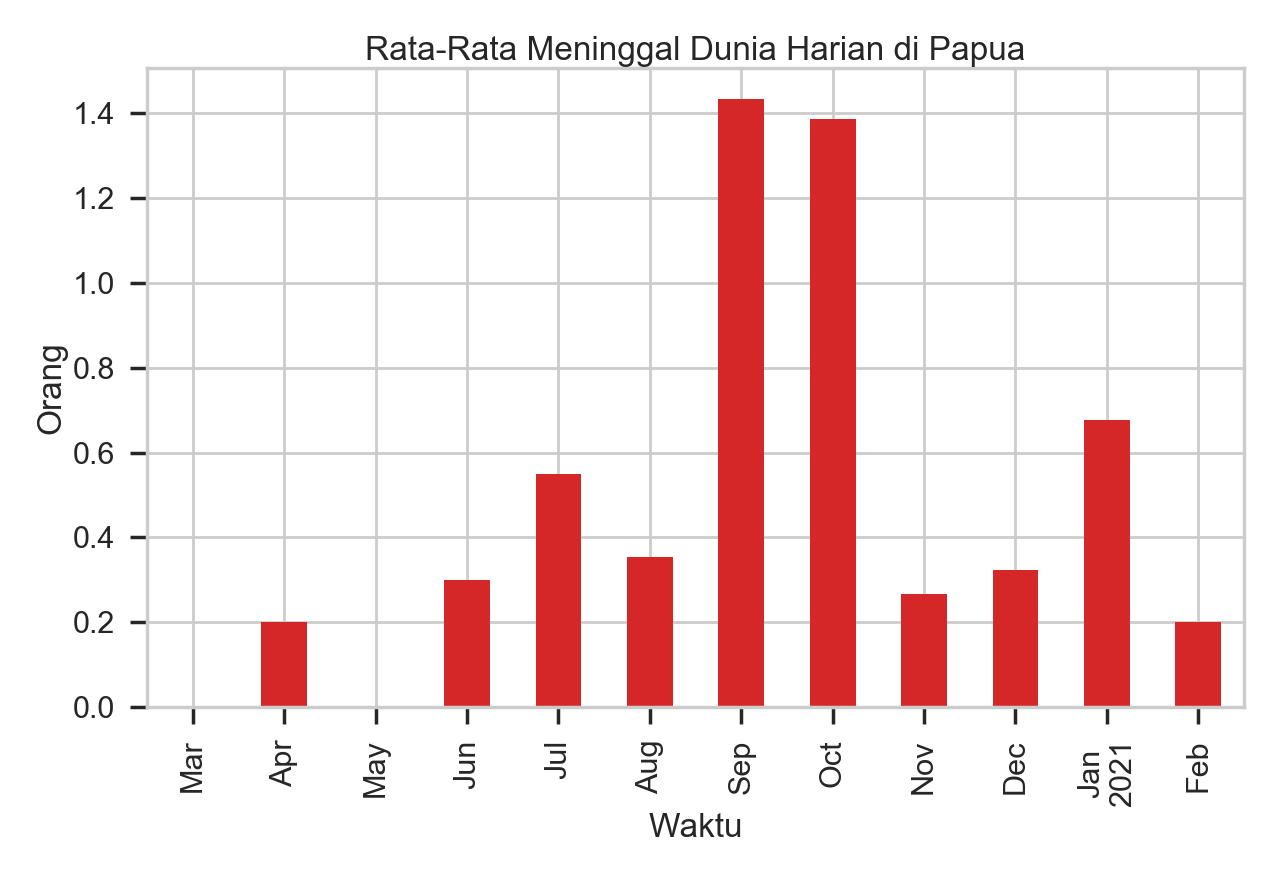 Rata-Rata Meninggal Dunia Harian di Papua
1.4
1.2
1.0
0.8
0.6
0.4
0.2
0.0
Orang
Mar
Apr
May
Jun
Jul
Aug
Sep
Oct
Nov
Dec
Jan
2021
Feb
Waktu